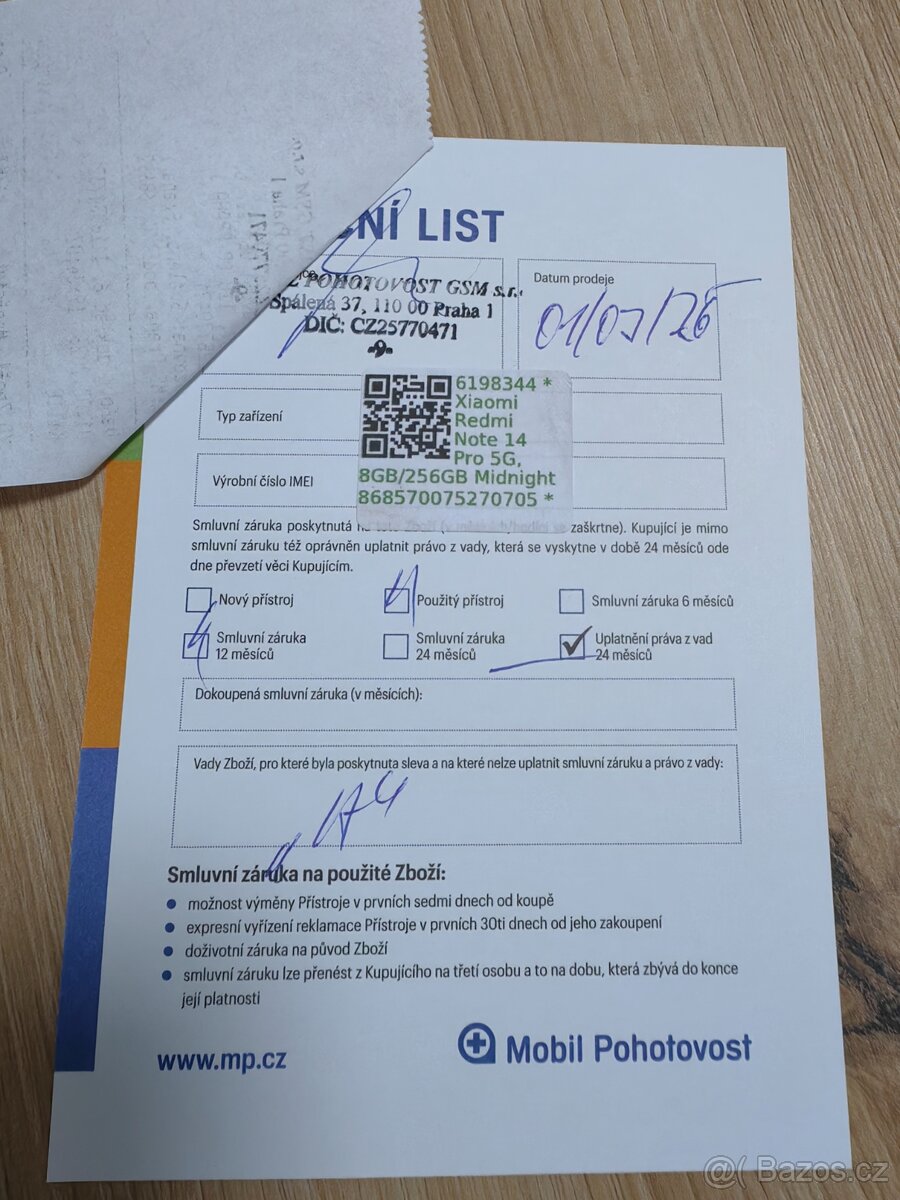 NÍ LIST
POHOTOVOST GSM s.r.
Spálená 37, 110 00 Praha 1
DIČ: CZ25770471
Datum prodeje
Typ zařízení
6198344 *
Xiaomi
Redmi
Note 14
Pro 5G,
8GB/256GB Midnight
868570075270705 *
Výrobní číslo IMEI
Smluvní záruka poskytnutá na toto Zboží (v měsících/hodící se zaškrtne). Kupující je mimo
smluvní záruku též oprávněn uplatnit právo z vady, která se vyskytne v době 24 měsíců ode
dne převzetí věci Kupujícím.
Nový přístroj
Použitý přístroj
Smluvní záruka 6 měsíců
Smluvní záruka
12 měsíců
Smluvní záruka
24 měsíců
Uplatnění práva z vad
24 měsíců
Dokoupená smluvní záruka (v měsících):
Vady Zboží, pro které byla poskytnuta sleva a na které nelze uplatnit smluvní záruku a právo z vady:
Smluvní záruka na použité Zboží:
• možnost výměny Přístroje v prvních sedmi dnech od koupě
• expresní vyřízení reklamace Přístroje v prvních 30ti dnech od jeho zakoupení
• doživotní záruka na původ Zboží
• smluvní záruku lze přenést z Kupujícího na třetí osobu a to na dobu, která zbývá do konce
její platnosti
www.mp.cz
Mobil Pohotovost
@( Bazos.cz